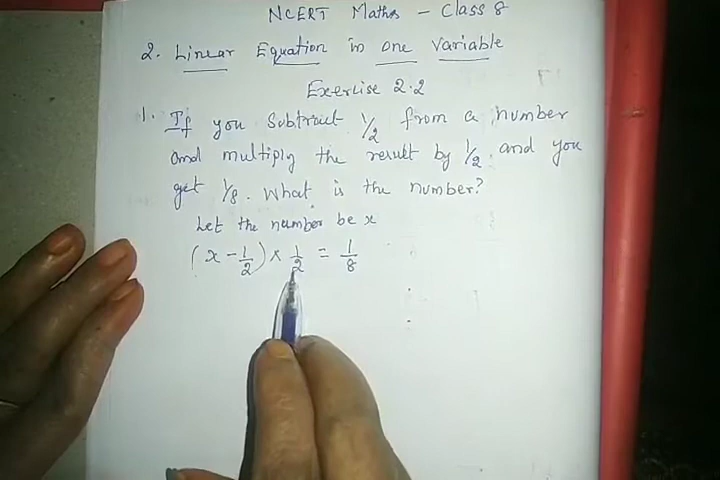 NCERT Maths - Class 8
2. Linear Equation in one Variable
Exercise 2.2
1. If you Subtract 1/2 from a number
and multiply the result by 1/2. and you
get 1/8. What is the number?
Let the number be x
(x - 1/2) × 1/2 = 1/8